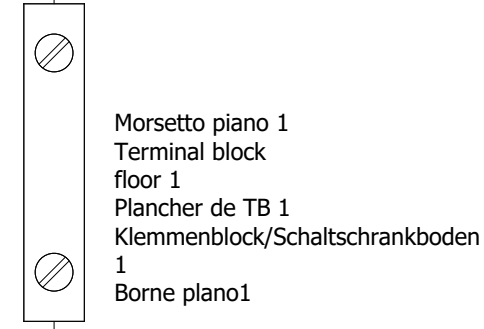 Morsetto piano 1
Terminal block
floor 1
Plancher de TB 1
Klemmenblock/Schaltschrankboden
1
Borne plano1